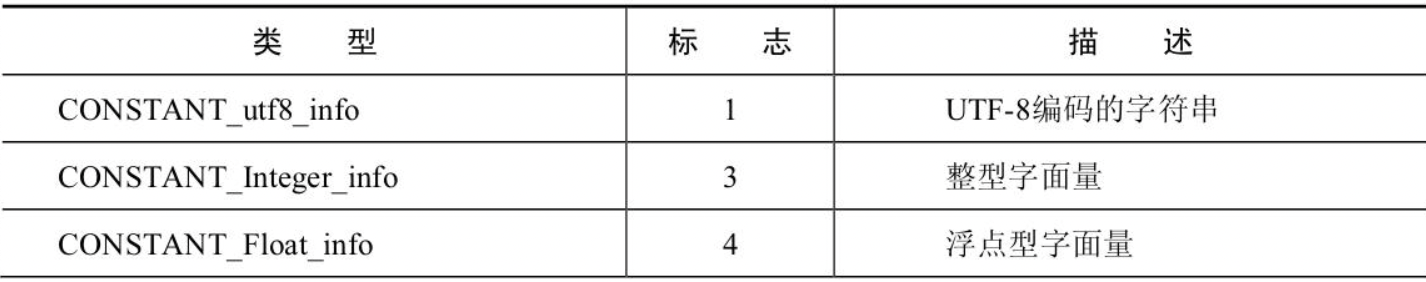 类 型 标 志 描 述
CONSTANT_utf8_info 1 UTF-8编码的字符串
CONSTANT_Integer_info 3 整型字面量
CONSTANT_Float_info 4 浮点型字面量